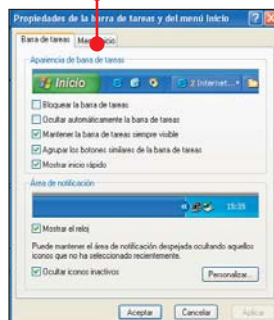 Propiedades de la barra de tareas y del menú Inicio
Barra de tareas
Apariencia de barra de tareas
Inicio
2 Internet...
Bloquear la barra de tareas
Ocultar automáticamente la barra de tareas
Mantener la barra de tareas siempre visible
Agrupar los botones similares de la barra de tareas
Mostrar inicio rápido
Área de notificación
15:35
Mostrar el reloj
Puede mantener el área de notificación despejada ocultando aquellos
iconos que no ha seleccionado recientemente.
Ocultar iconos inactivos
Personalizar...
Aceptar Cancelar Aplicar